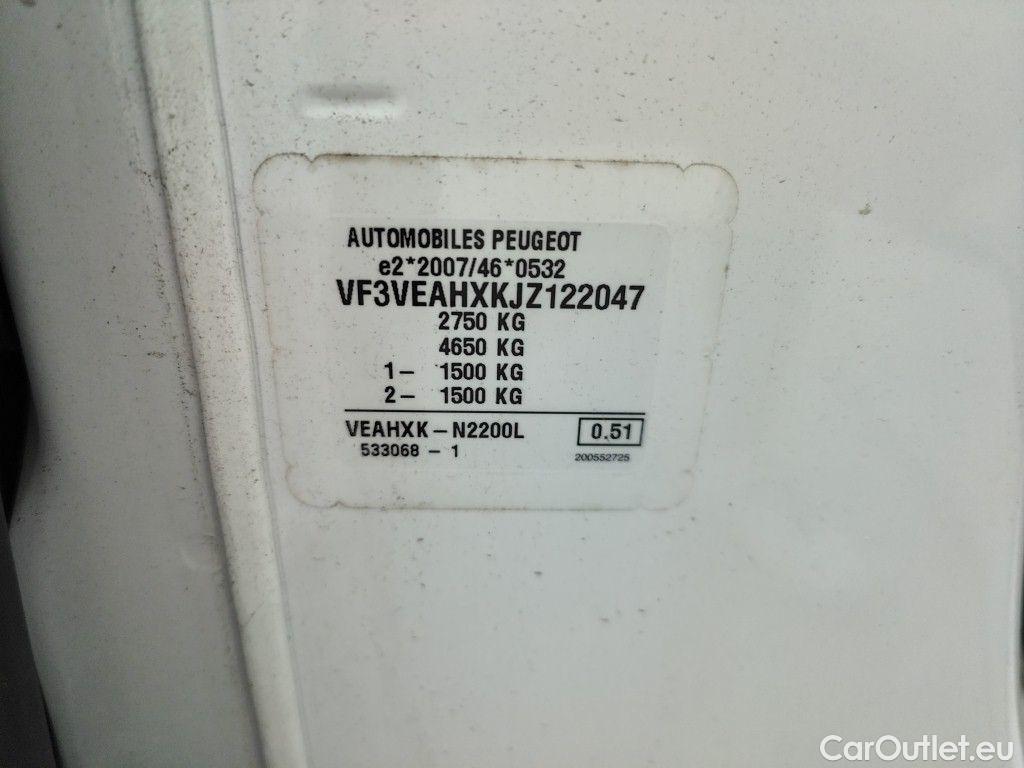 AUTOMOBILES PEUGEOT
e2*2007/46*0532
VF3VEAHXKJZ122047
2750 KG
4650 KG
1- 1500 KG
2- 1500 KG
VEAHXK-N2200L 0.51
533068 - 1 200552725
CarOutlet.eu